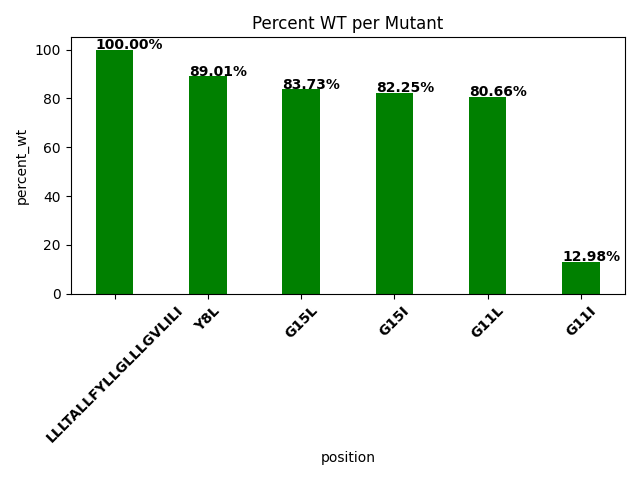 Percent WT per Mutant
percent_wt
100
80
60
40
20
0
100.00%
89.01%
83.73%
82.25%
80.66%
12.98%
LLLTALLFYLLGLLLGVLILI
Y8L
G15L
G15I
G11L
G11I
position